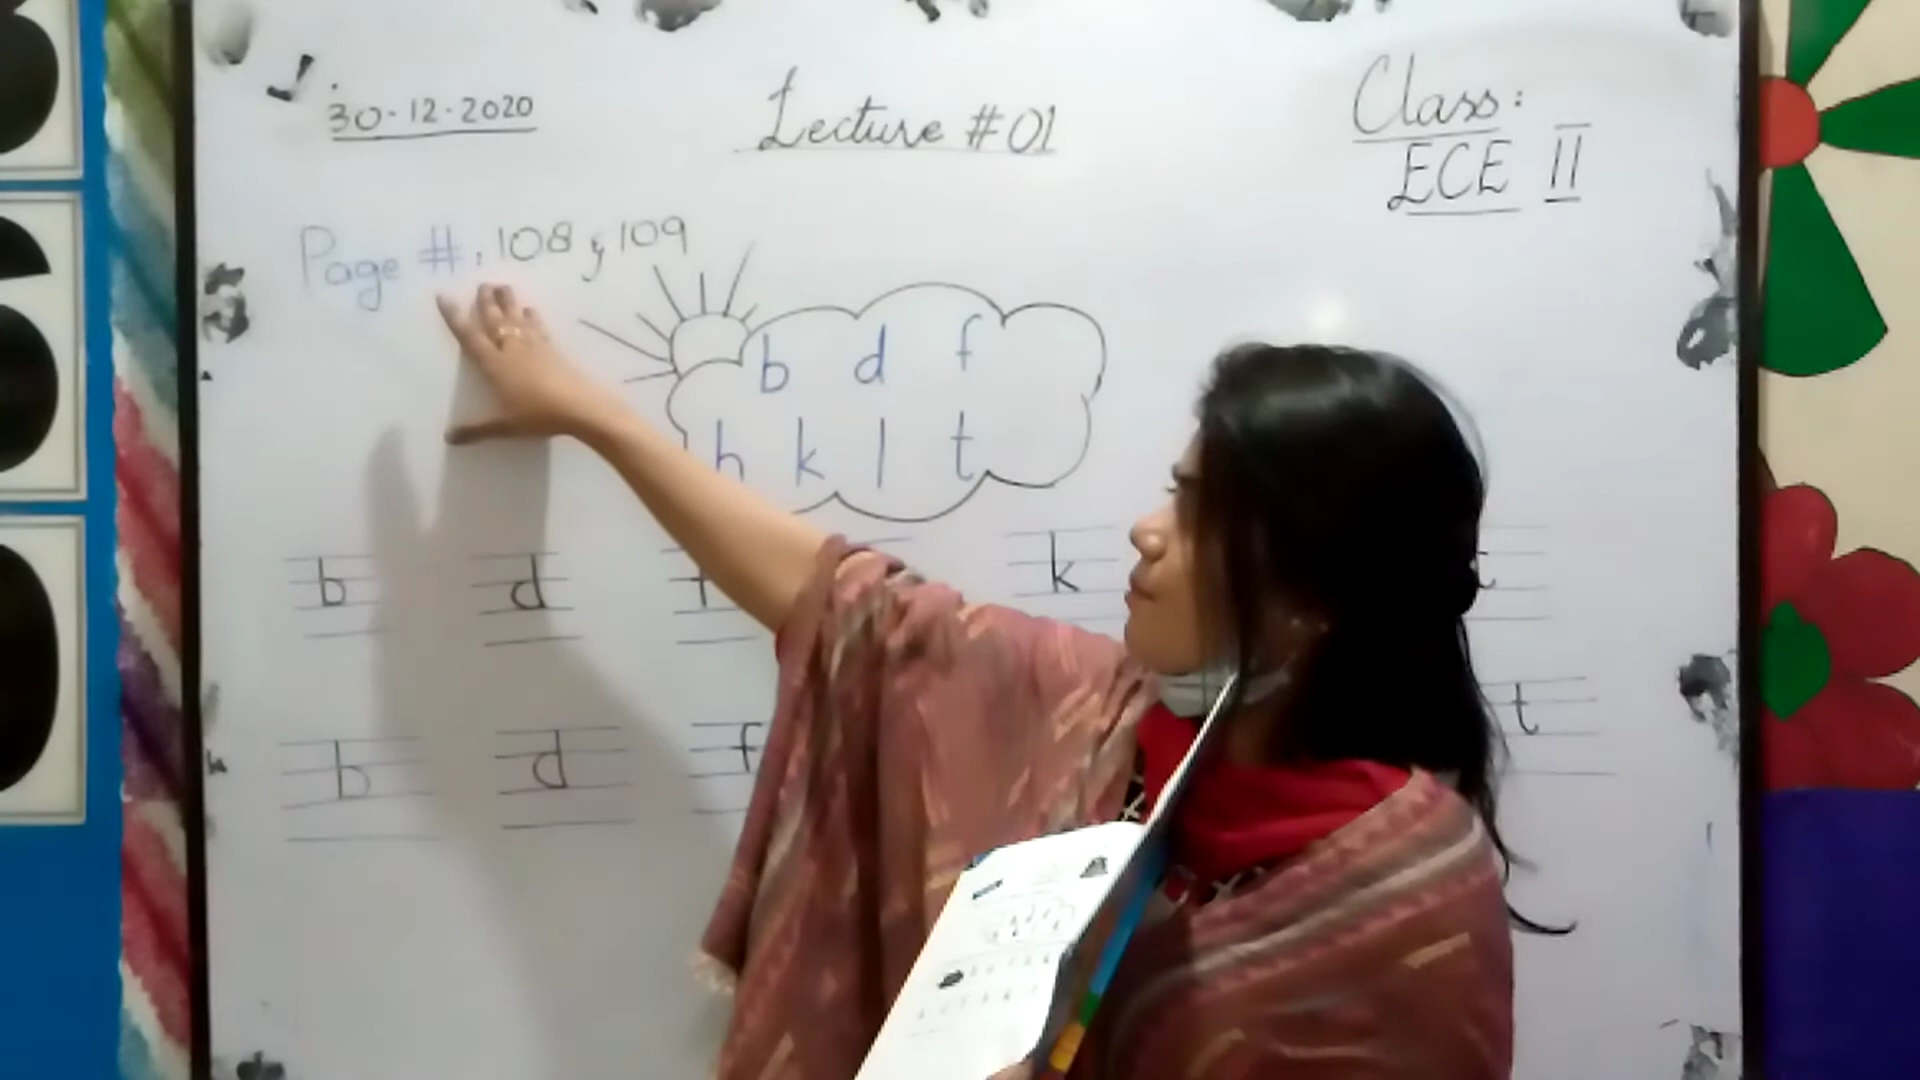 30-12-2020
Lecture #01
Class:
ECE II
Page #: 108 , 109
b d f
h k l t
b d k
b d f t